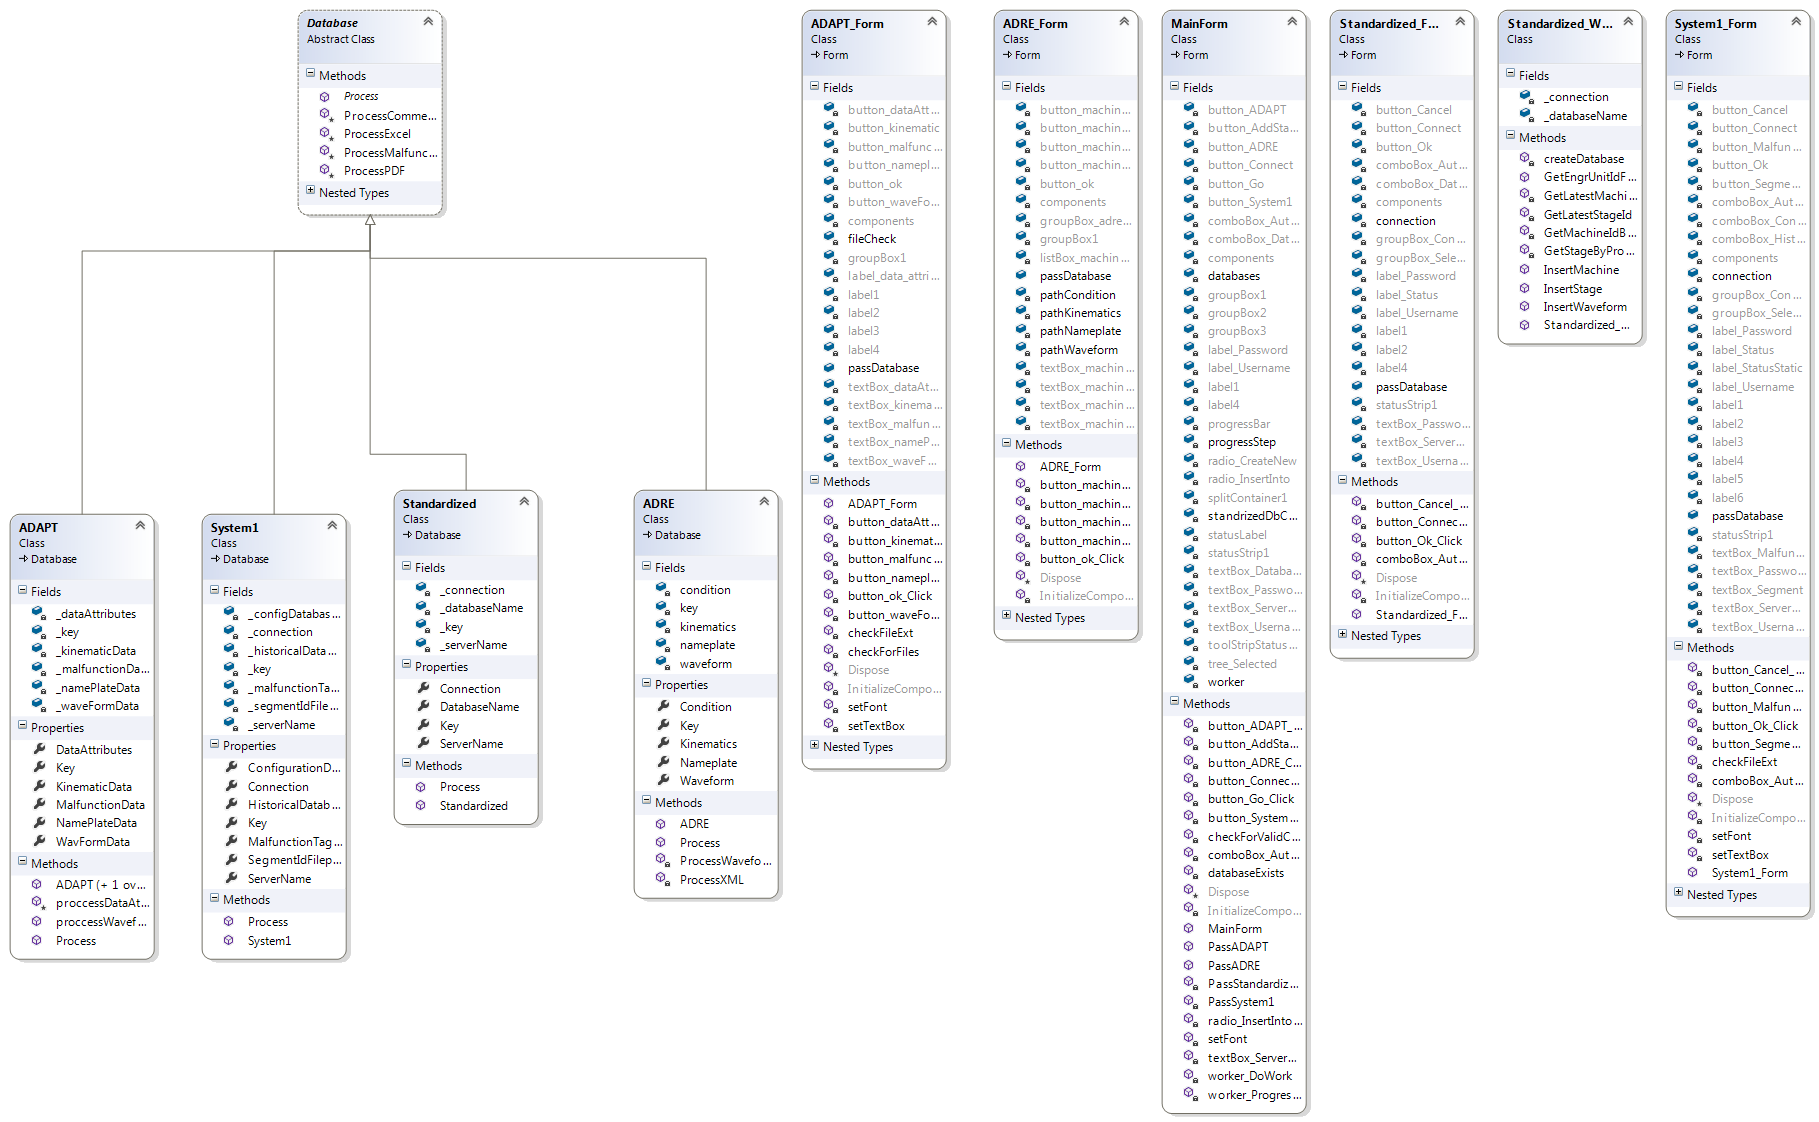 Database
Abstract Class
Methods
Process
ProcessComme...
ProcessExcel
ProcessMalfunc...
ProcessPDF
Nested Types
ADAPT
Class
Database
Fields
_dataAttributes
_key
_kinematicData
_malfunctionDa...
_namePlateData
_waveFormData
Properties
DataAttributes
Key
KinematicData
MalfunctionData
NamePlateData
WavFormData
Methods
ADAPT (+ 1 ov...
proccessDataAt...
proccessWavef...
Process
System1
Class
Database
Fields
_configDatabas...
_connection
_historicalData...
_key
_malfunctionTa...
_segmentIdFile...
_serverName
Properties
ConfigurationD...
Connection
HistoricalDatab...
Key
MalfunctionTag...
SegmentIdFilep...
ServerName
Methods
Process
System1
Standardized
Class
Database
Fields
_connection
_databaseName
_key
_serverName
Properties
Connection
DatabaseName
Key
ServerName
Methods
Process
Standardized
ADRE
Class
Database
Fields
condition
key
kinematics
nameplate
waveform
Properties
Condition
Key
Kinematics
Nameplate
Waveform
Methods
ADRE
Process
ProcessWavefo...
ProcessXML
ADAPT_Form
Class
Form
Fields
button_dataAtt...
button_kinematic
button_malfunc...
button_namepl...
button_ok
button_waveFo...
components
fileCheck
groupBox1
label_data_attri...
label1
label2
label3
label4
passDatabase
textBox_dataAt...
textBox_kinema...
textBox_malfun...
textBox_nameP...
textBox_waveF...
Methods
ADAPT_Form
button_dataAtt...
button_kinemat...
button_malfunc...
button_namepl...
button_ok_Click
button_waveFo...
checkFileExt
checkForFiles
Dispose
InitializeCompo...
setFont
setTextBox
Nested Types
ADRE_Form
Class
Form
Fields
button_machin...
button_machin...
button_machin...
button_machin...
button_ok
components
groupBox_adre...
groupBox1
listBox_machin...
passDatabase
pathCondition
pathKinematics
pathNameplate
pathWaveform
textBox_machin...
textBox_machin...
textBox_machin...
textBox_machin...
Methods
ADRE_Form
button_machin...
button_machin...
button_machin...
button_machin...
button_ok_Click
Dispose
InitializeCompo...
Nested Types
MainForm
Class
Form
Fields
button_ADAPT
button_AddSta...
button_ADRE
button_Connect
button_Go
button_System1
comboBox_Aut...
comboBox_Dat...
components
databases
groupBox1
groupBox2
groupBox3
label_Password
label_Username
label1
label4
progressBar
progressStep
radio_CreateNew
radio_InsertInto
splitContainer1
standrizedDbC...
statusLabel
statusStrip1
textBox_Databa...
textBox_Passwo...
textBox_Server...
textBox_Userna...
toolStripStatus...
tree_Selected
worker
Methods
button_ADAPT_...
button_AddSta...
button_ADRE_C...
button_Connec...
button_Go_Click
button_System...
checkForValidC...
comboBox_Aut...
databaseExists
Dispose
InitializeCompo...
MainForm
PassADAPT
PassADRE
PassStandardiz...
PassSystem1
radio_InsertInto...
setFont
textBox_Server...
worker_DoWork
worker_Progres...
Standardized_F...
Class
Form
Fields
button_Cancel
button_Connect
button_Ok
comboBox_Aut...
comboBox_Dat...
components
connection
groupBox_Con...
groupBox_Sele...
label_Password
label_Status
label_Username
label1
label2
label4
passDatabase
statusStrip1
textBox_Passwo...
textBox_Server...
textBox_Userna...
Methods
button_Cancel_...
button_Connec...
button_Ok_Click
comboBox_Aut...
Dispose
InitializeCompo...
Standardized_F...
Nested Types
Standardized_W...
Class
Fields
_connection
_databaseName
Methods
createDatabase
GetEngrUnitIdF...
GetLatestMachi...
GetLatestStageId
GetMachineIdB...
GetStageByPro...
InsertMachine
InsertStage
InsertWaveform
Standardized_...
System1_Form
Class
Form
Fields
button_Cancel
button_Connect
button_Malfun...
button_Ok
button_Segme...
comboBox_Aut...
comboBox_Con...
comboBox_Hist...
components
connection
groupBox_Con...
groupBox_Sele...
label_Password
label_Status
label_StatusStatic
label_Username
label1
label2
label3
label4
label5
label6
passDatabase
statusStrip1
textBox_Malfun...
textBox_Passwo...
textBox_Segment
textBox_Server...
textBox_Userna...
Methods
button_Cancel_...
button_Connec...
button_Malfun...
button_Ok_Click
button_Segme...
checkFileExt
comboBox_Aut...
Dispose
InitializeCompo...
setFont
setTextBox
System1_Form
Nested Types